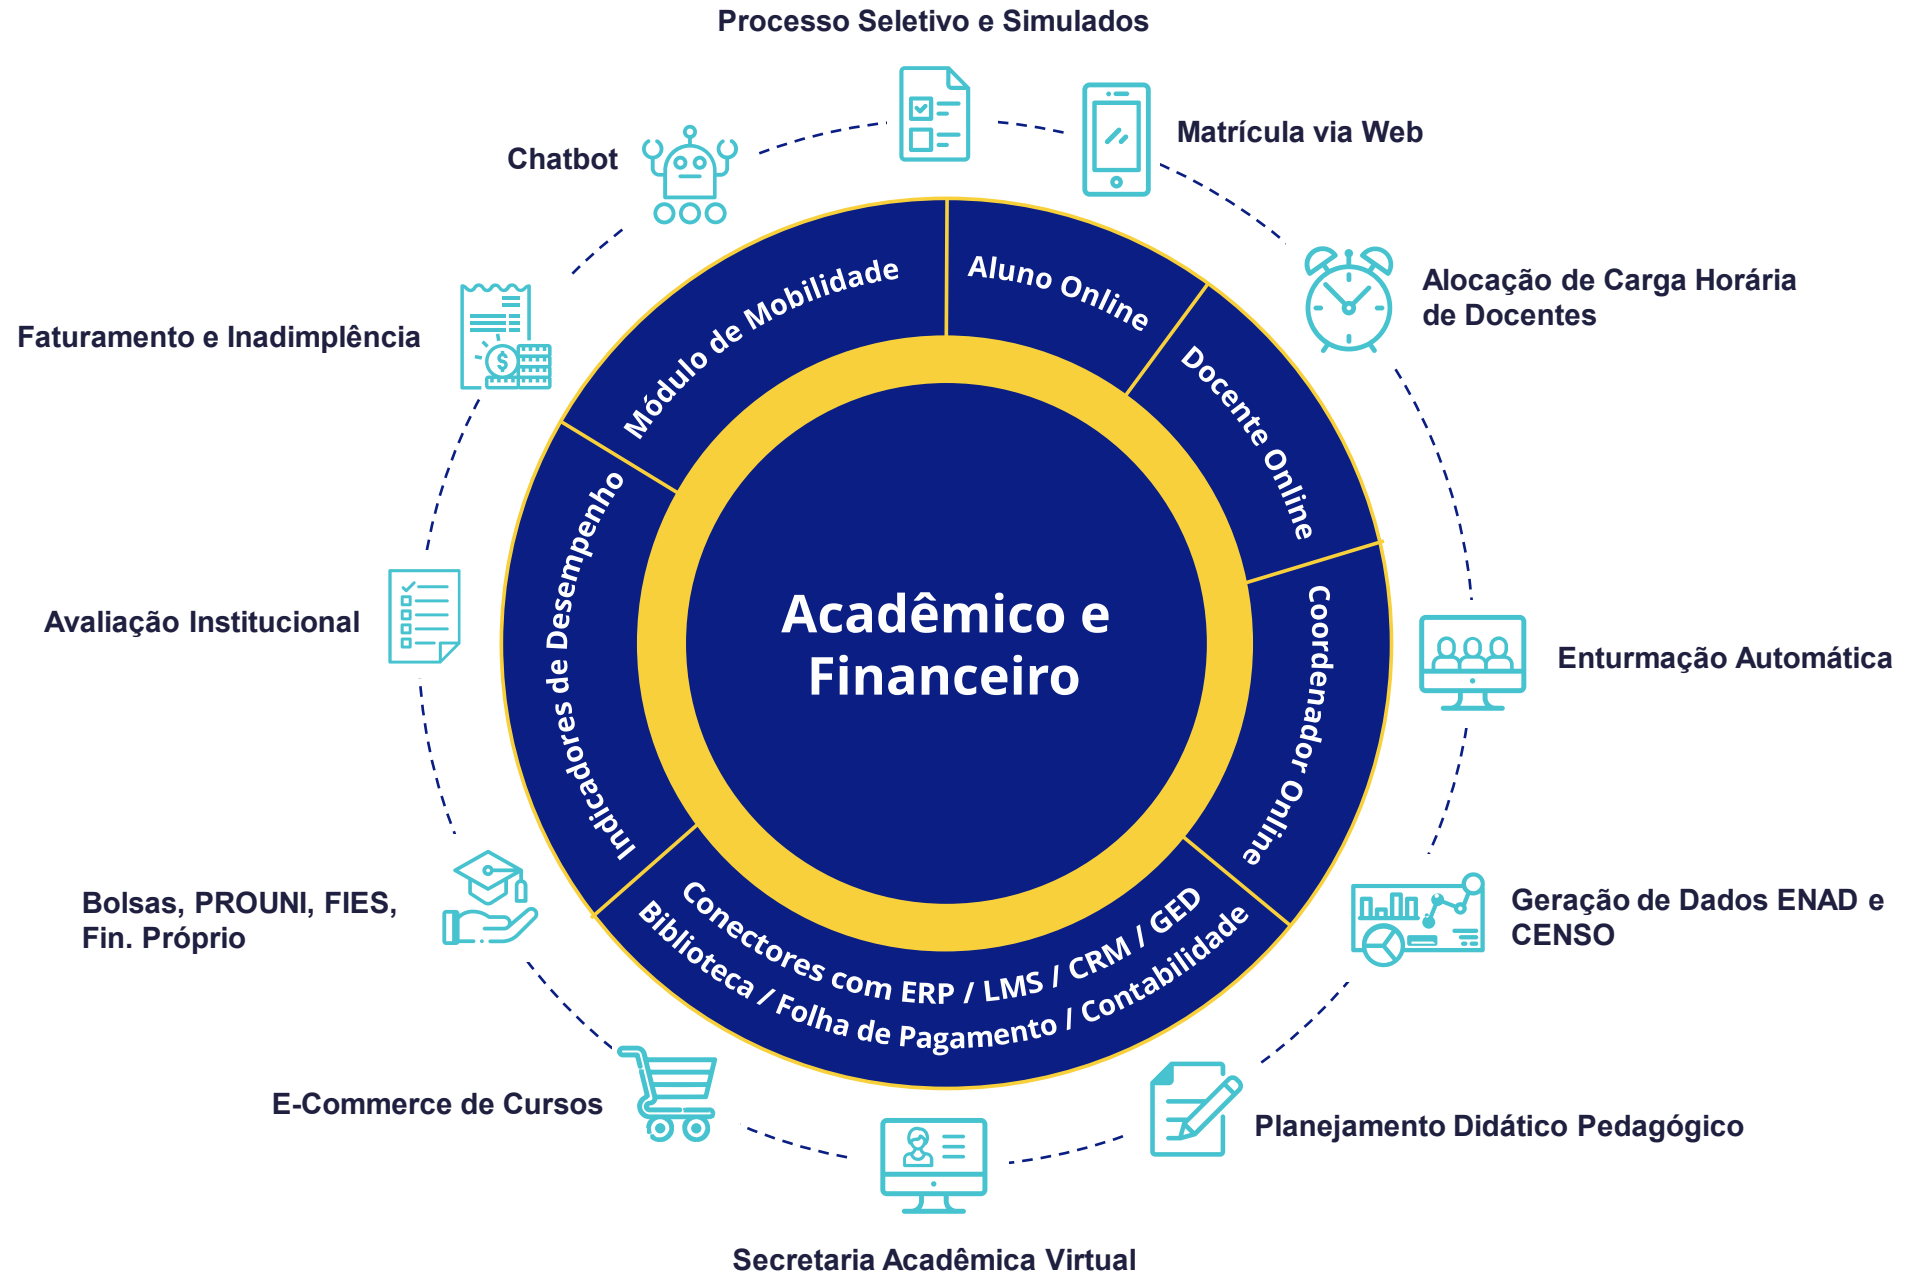 Processo Seletivo e Simulados
Matrícula via Web
Chatbot
Alocação de Carga Horária
de Docentes
Faturamento e Inadimplência
Enturmação Automática
Avaliação Institucional
Geração de Dados ENAD e
CENSO
Bolsas, PROUNI, FIES,
Fin. Próprio
Planejamento Didático Pedagógico
E-Commerce de Cursos
Secretaria Acadêmica Virtual
Módulo de Mobilidade
Aluno Online
Docente Online
Coordenador Online
Conectores com ERP / LMS / CRM / GED
Biblioteca / Folha de Pagamento / Contabilidade
Indicadores de Desempenho
Acadêmico e
Financeiro
$